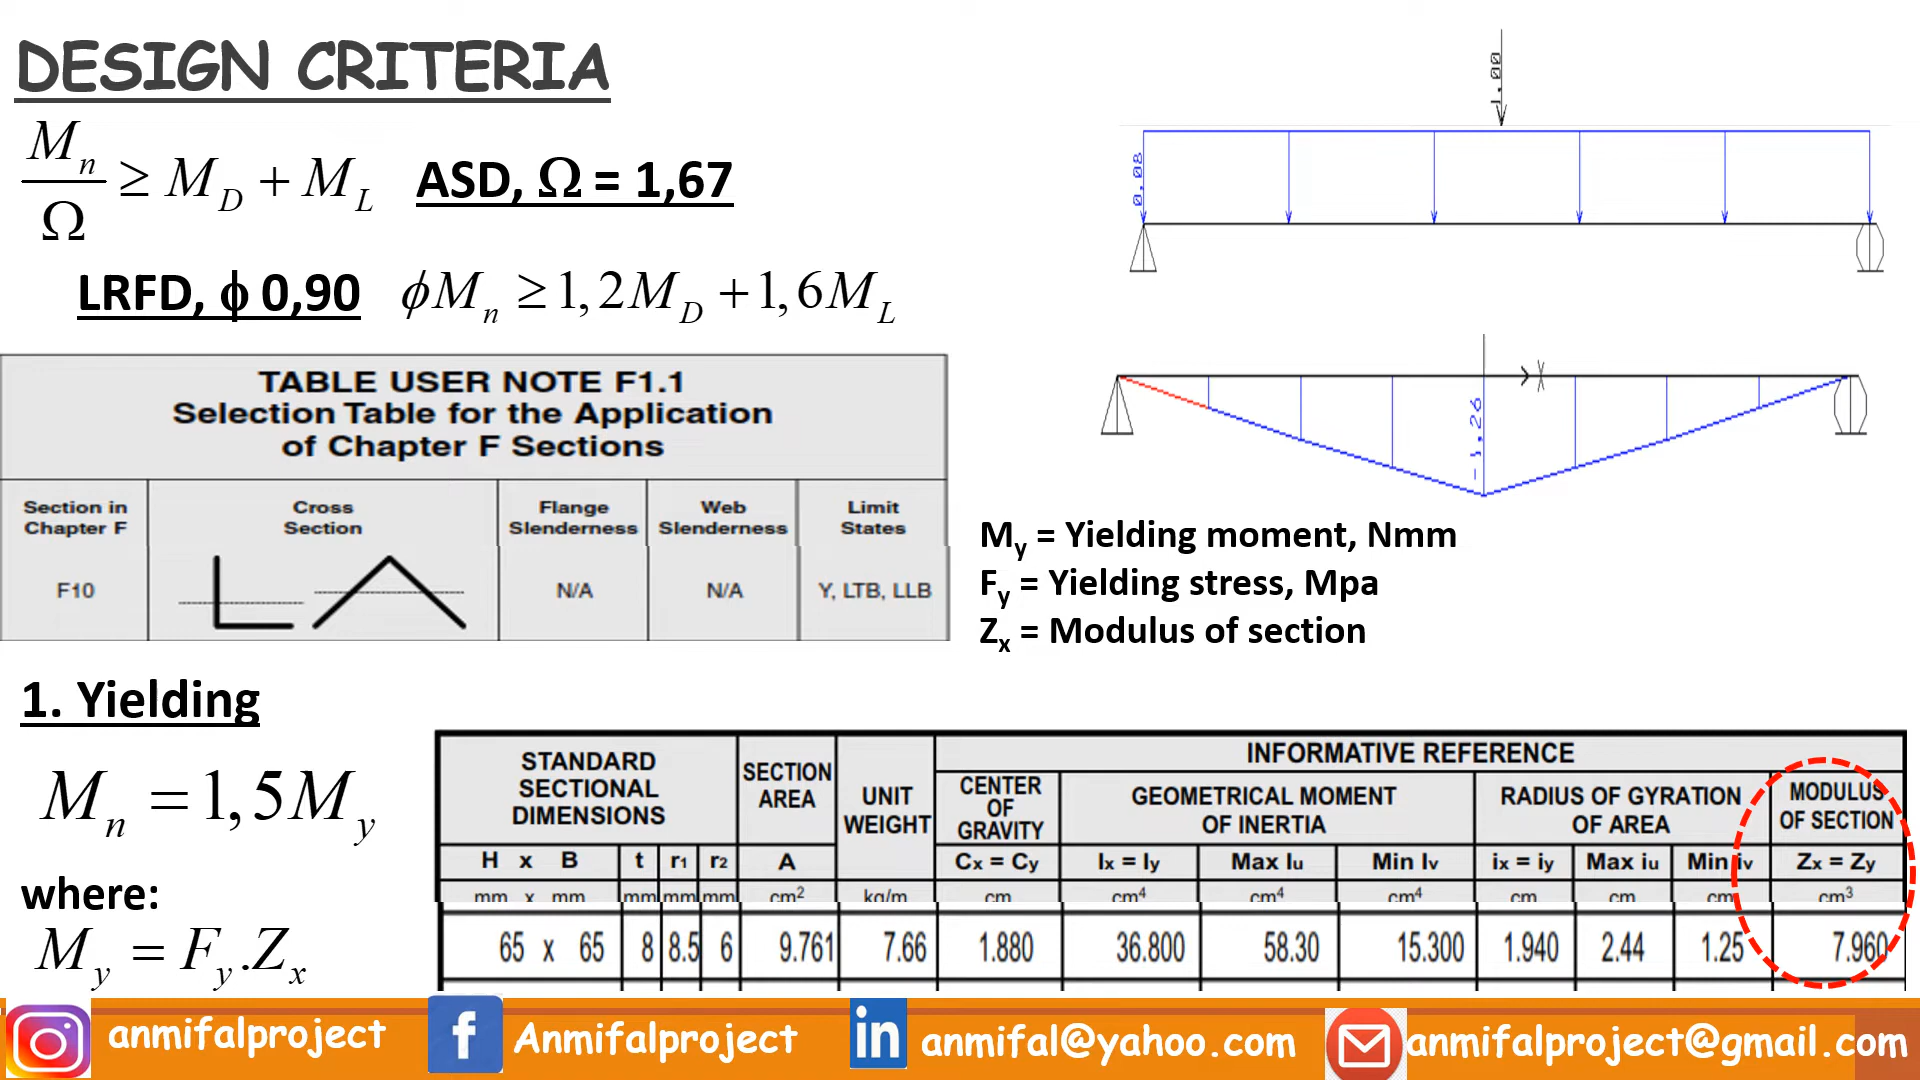 DESIGN CRITERIA
Mn/Ω ≥ MD + ML ASD, Ω = 1,67
LRFD, ϕ 0,90 ϕMn ≥ 1,2MD + 1,6ML
1.00
0.08
-1.26
X
TABLE USER NOTE F1.1
Selection Table for the Application
of Chapter F Sections
Section in Chapter F Cross Section Flange Slenderness Web Slenderness Limit States
F10 N/A N/A Y, LTB, LLB
My = Yielding moment, Nmm
Fy = Yielding stress, Mpa
Zx = Modulus of section
1. Yielding
Mn = 1,5My
where:
My = Fy.Zx
STANDARD SECTIONAL DIMENSIONS SECTION AREA UNIT WEIGHT INFORMATIVE REFERENCE
CENTER OF GRAVITY GEOMETRICAL MOMENT OF INERTIA RADIUS OF GYRATION OF AREA MODULUS OF SECTION
H x B t r1 r2 A Cx = Cy Ix = Iy Max Iu Min Iv ix = iy Max iu Min iv Zx = Zy
mm x mm mm mm mm cm2 kg/m cm cm4 cm4 cm4 cm cm cm cm3
65 x 65 8 8.5 6 9.761 7.66 1.880 36.800 58.30 15.300 1.940 2.44 1.25 7.960
anmifalproject f Anmifalproject in anmifal@yahoo.com anmifalproject@gmail.com